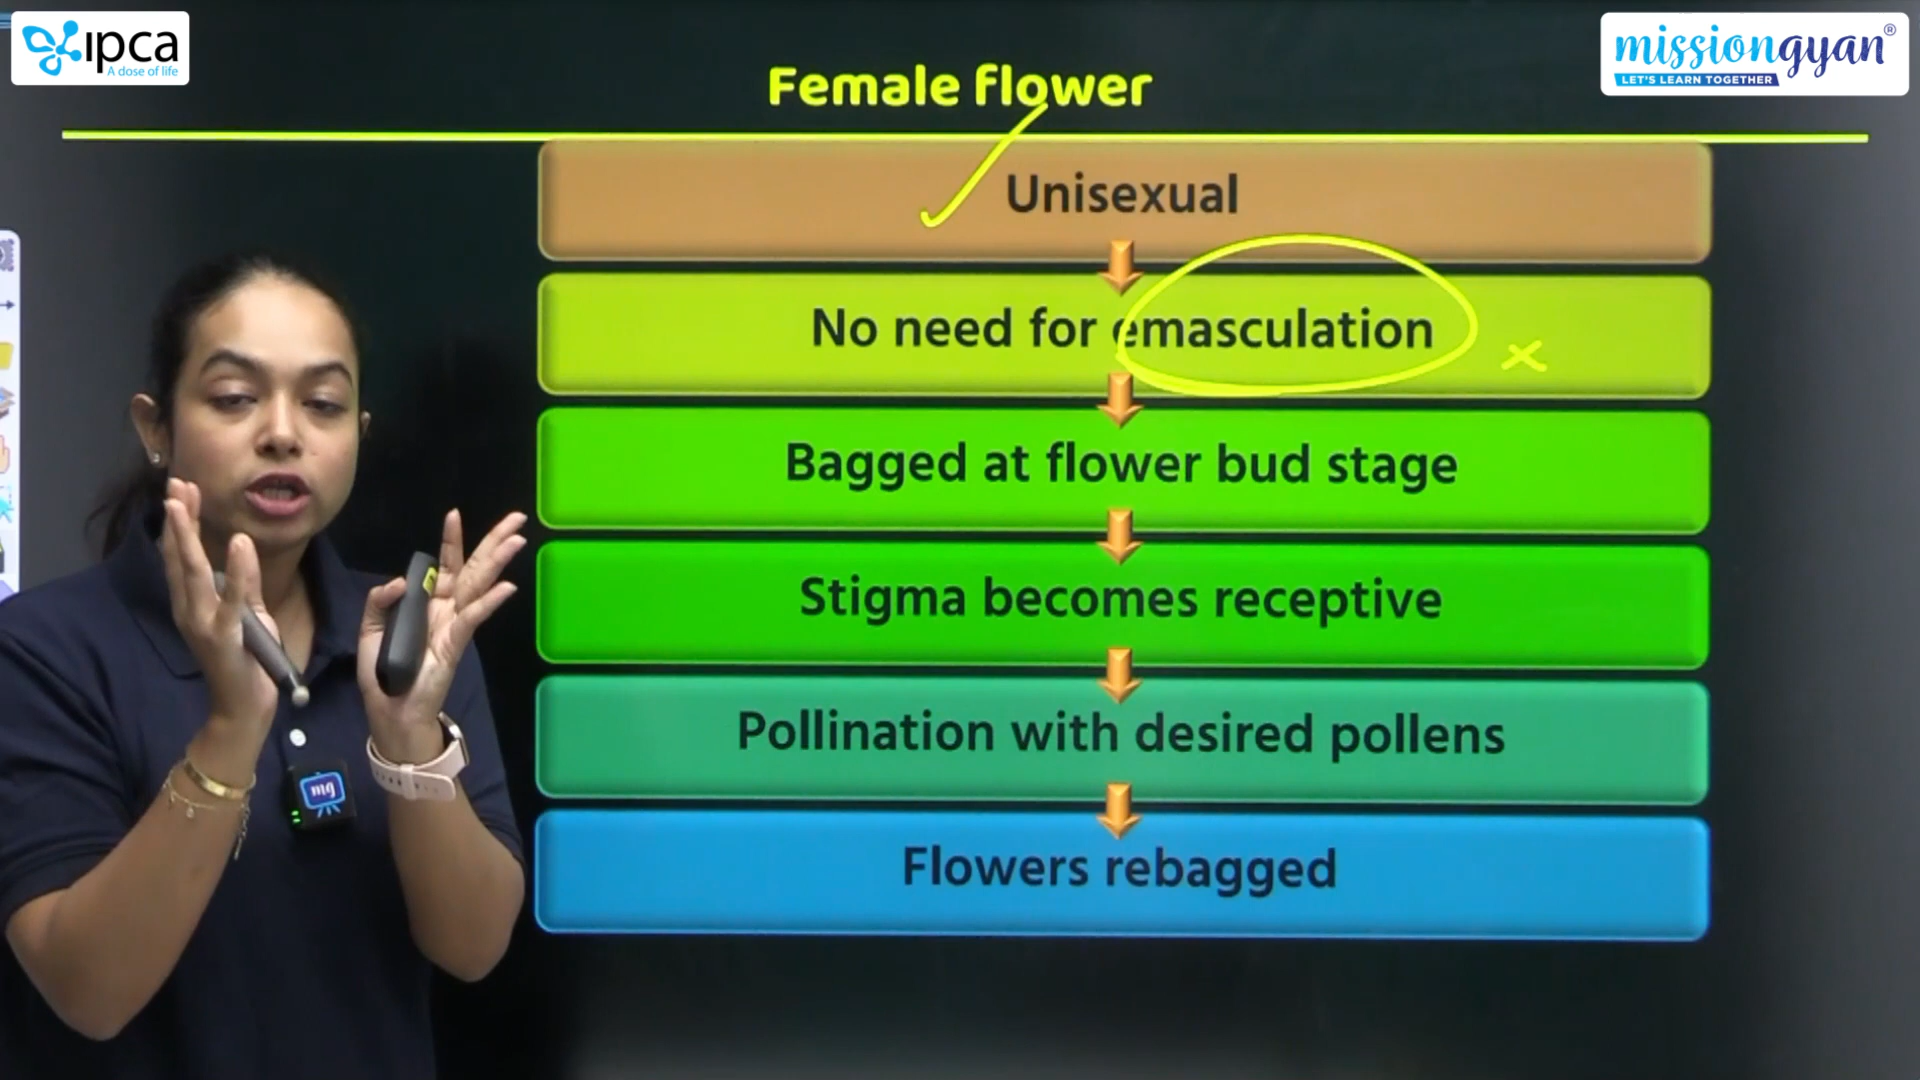 ipca
A dose of life
missiongyan®
LET'S LEARN TOGETHER
Female flower
Unisexual
No need for emasculation
Bagged at flower bud stage
Stigma becomes receptive
Pollination with desired pollens
Flowers rebagged
mg